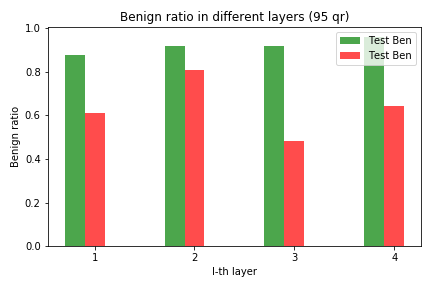 Benign ratio in different layers (95 qr)
Test Ben
Test Ben
1.0
0.8
0.6
0.4
0.2
0.0
Benign ratio
1 2 3 4
l-th layer